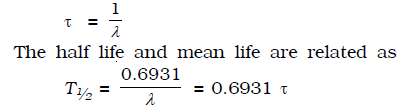 τ = 1/λ
The half life and mean life are related as
T½ = 0.6931/λ = 0.6931 τ